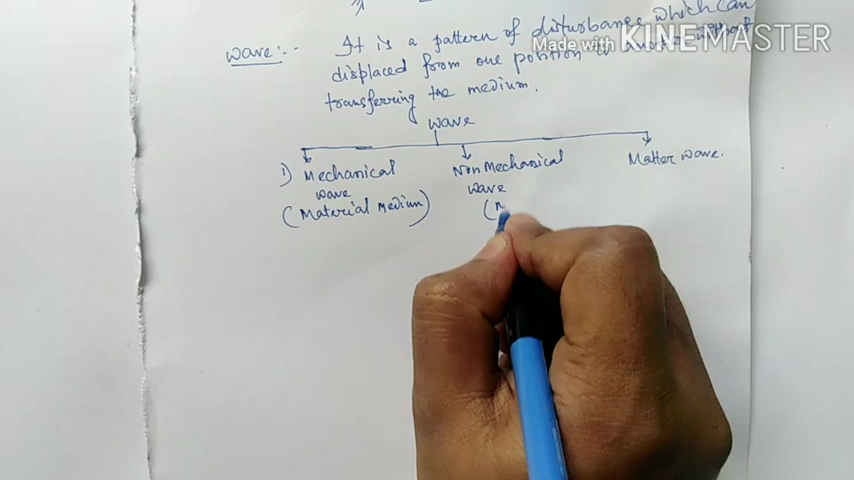 Made with KINEMASTER
Wave:-- It is a pattern of disturbance which can
displaced from one position to
transferring the medium.
Wave
1) Mechanical Non Mechanical Matter wave.
wave wave
(Material Medium) (